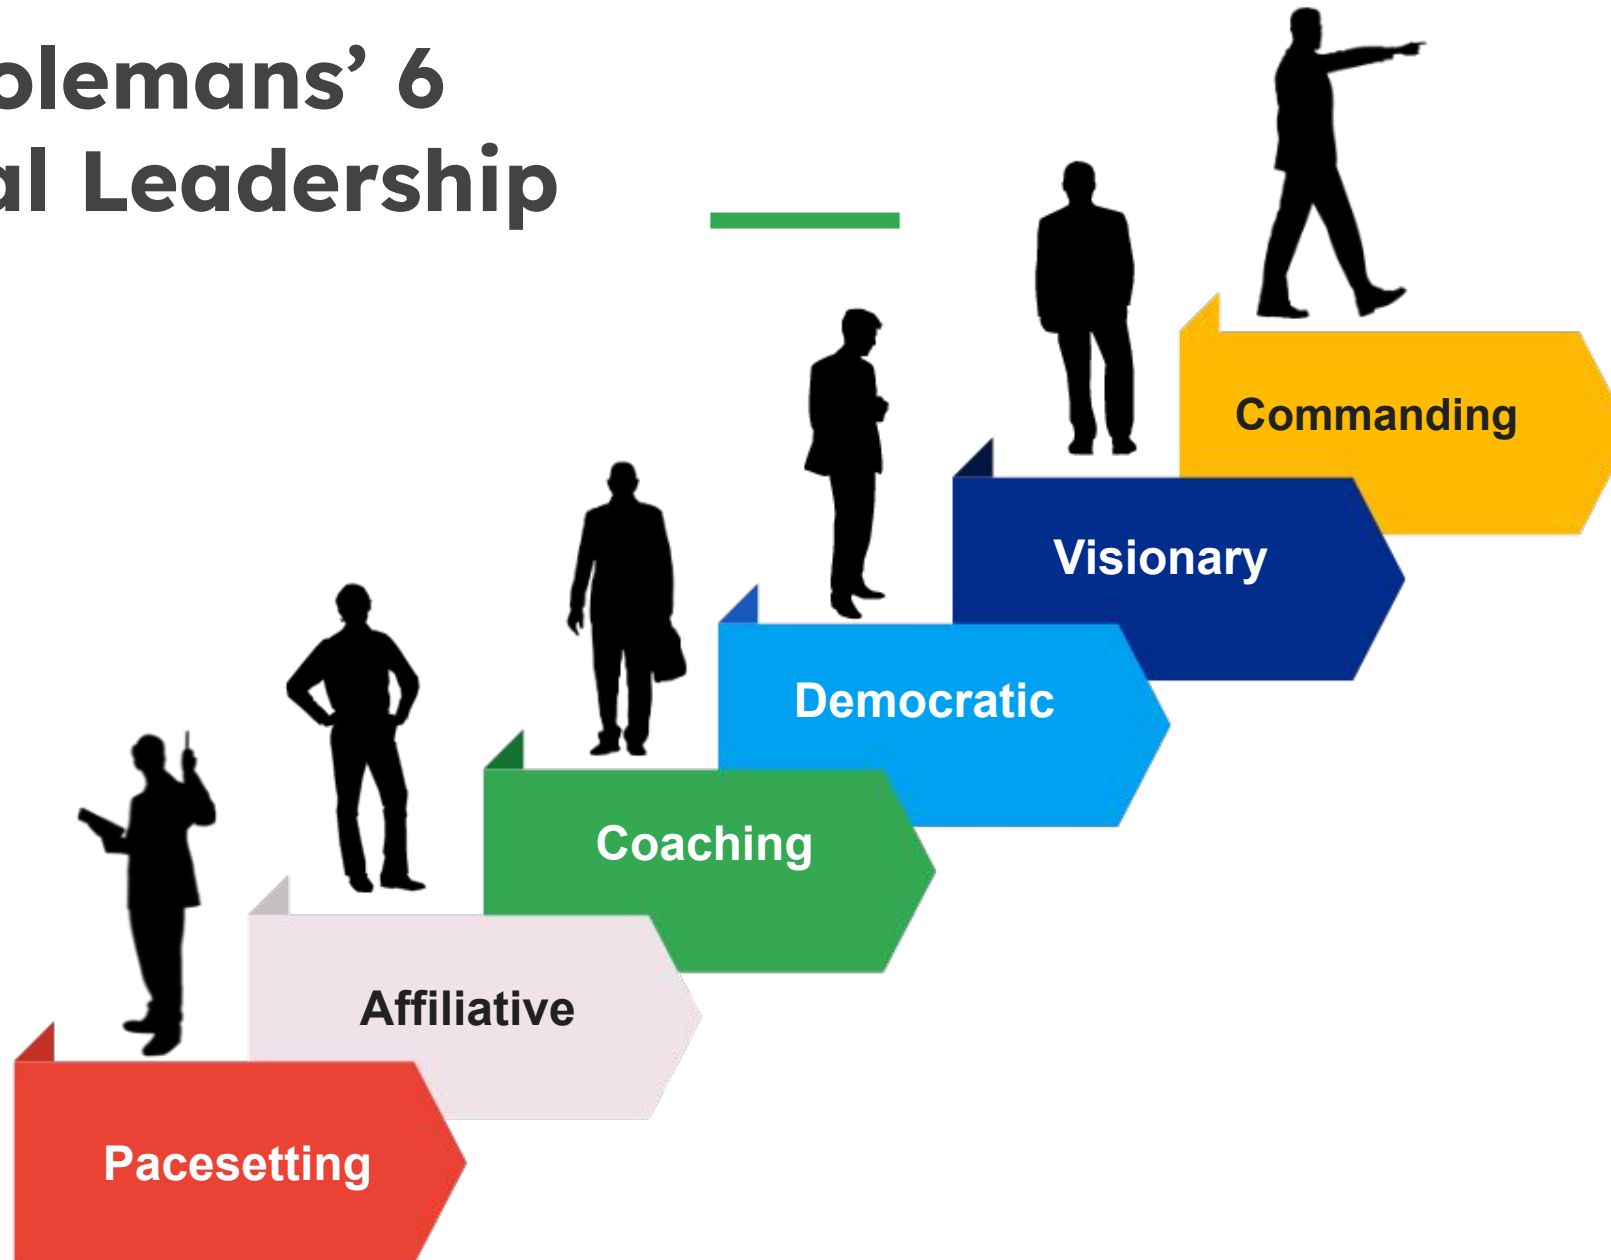 olemans’ 6
al Leadership
Commanding
Visionary
Democratic
Coaching
Affiliative
Pacesetting